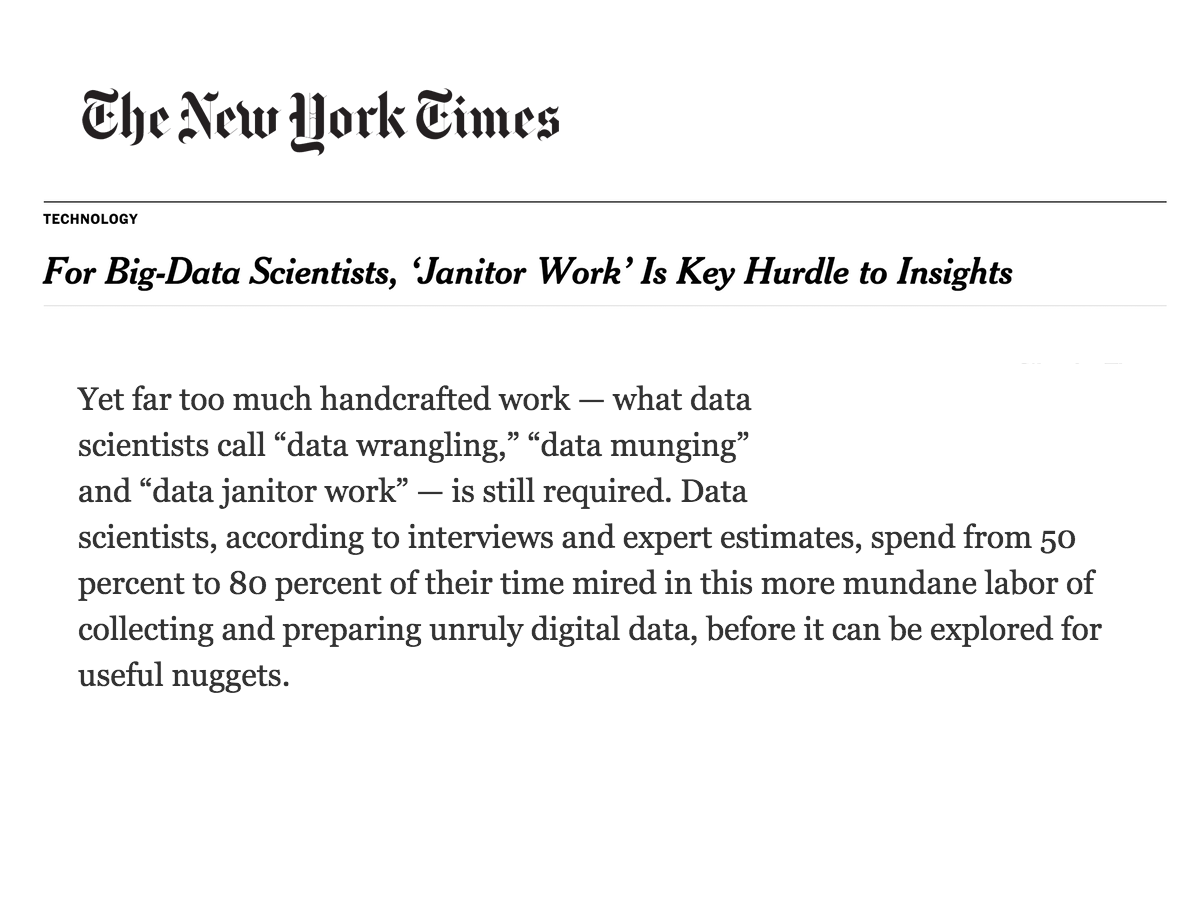 The New York Times
TECHNOLOGY
For Big-Data Scientists, ‘Janitor Work’ Is Key Hurdle to Insights
Yet far too much handcrafted work — what data
scientists call “data wrangling,” “data munging”
and “data janitor work” — is still required. Data
scientists, according to interviews and expert estimates, spend from 50
percent to 80 percent of their time mired in this more mundane labor of
collecting and preparing unruly digital data, before it can be explored for
useful nuggets.